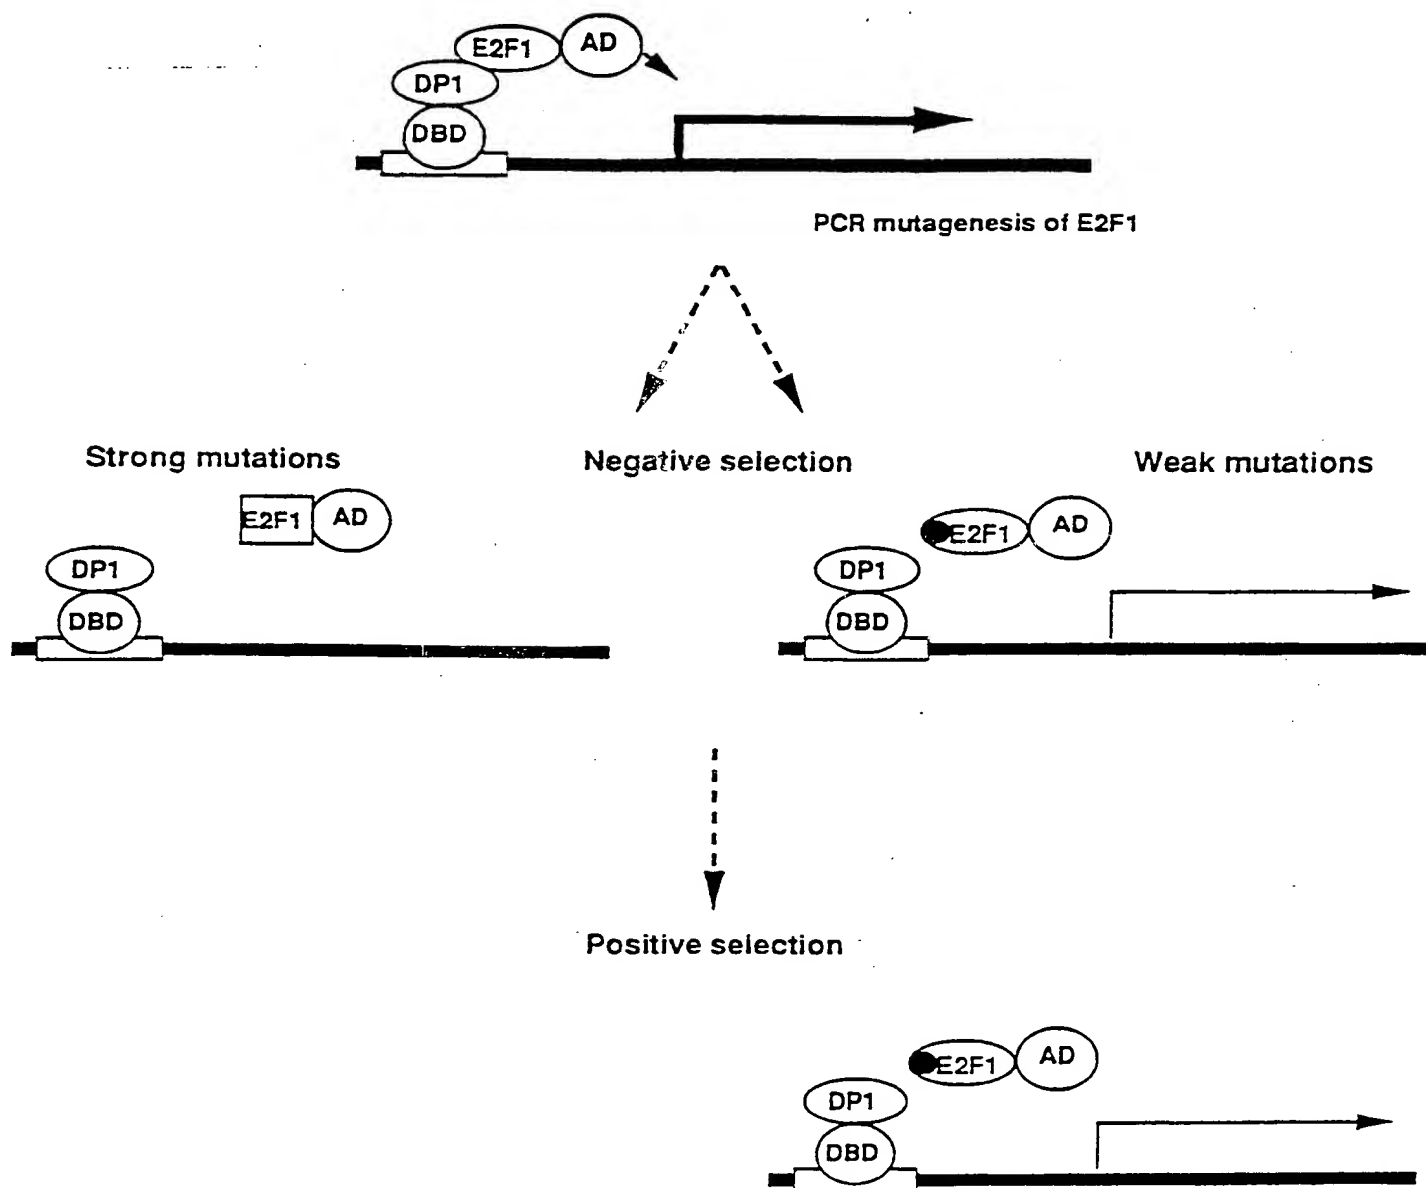 E2F1
AD
DP1
DBD
PCR mutagenesis of E2F1
Strong mutations
Negative selection
Weak mutations
E2F1
AD
DP1
DBD
E2F1
AD
DP1
DBD
Positive selection
E2F1
AD
DP1
DBD